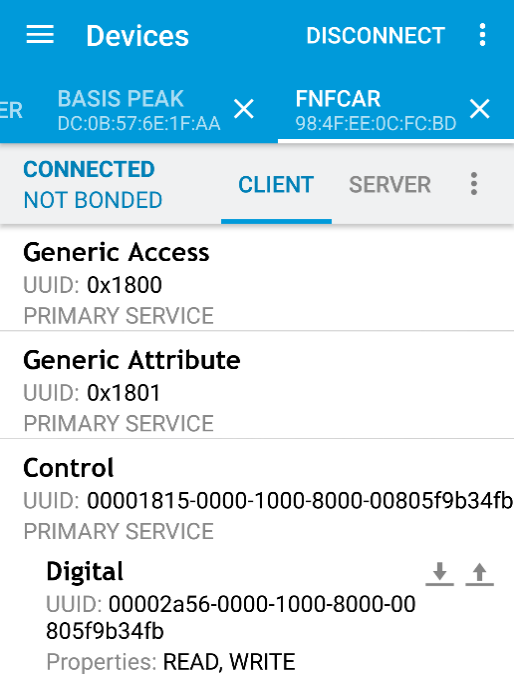 Devices
DISCONNECT
ER
BASIS PEAK
DC:0B:57:6E:1F:AA
FNFCAR
98:4F:EE:0C:FC:BD
CONNECTED
NOT BONDED
CLIENT
SERVER
Generic Access
UUID: 0x1800
PRIMARY SERVICE
Generic Attribute
UUID: 0x1801
PRIMARY SERVICE
Control
UUID: 00001815-0000-1000-8000-00805f9b34fb
PRIMARY SERVICE
Digital
UUID: 00002a56-0000-1000-8000-00
805f9b34fb
Properties: READ, WRITE